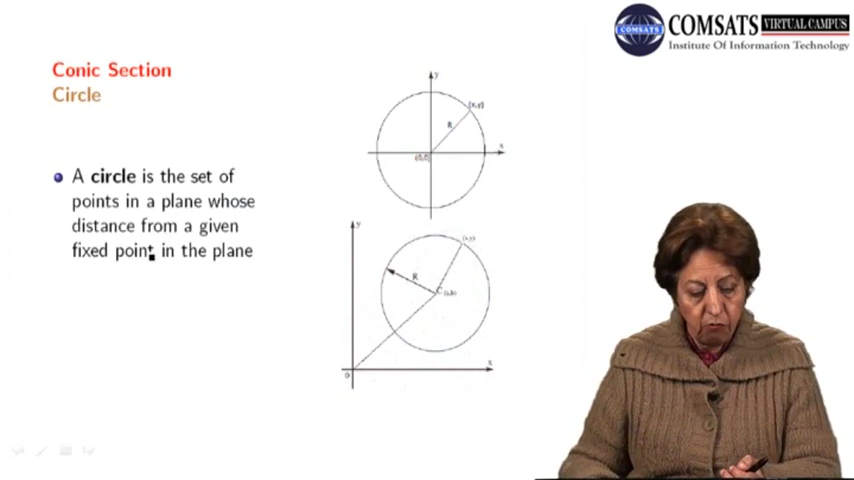 COMSATS VIRTUAL CAMPUS
COMSATS
Institute Of Information Technology
Conic Section
Circle
A circle is the set of
points in a plane whose
distance from a given
fixed point in the plane
y
(x,y)
R
x
(0,0)
y
(x,y)
R
C
x
0